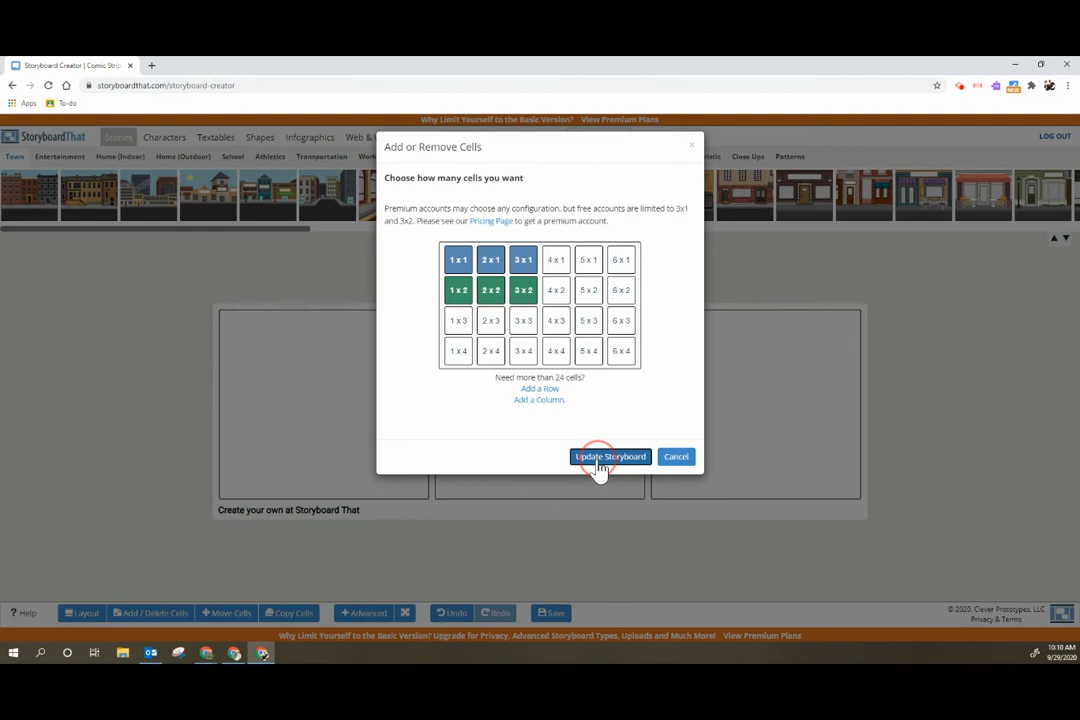 Storyboard Creator | Comic Strip
storyboardthat.com/storyboard-creator
NEW
Apps To-do
Why Limit Yourself to the Basic Version? View Premium Plans
StoryboardThat Scenes Characters Textables Shapes Infographics Web &
LOG OUT
Town Entertainment Home (Indoor) Home (Outdoor) School Athletics Transportation Close Ups Patterns
Add or Remove Cells
Choose how many cells you want
Premium accounts may choose any configuration, but free accounts are limited to 3x1
and 3x2. Please see our Pricing Page to get a premium account.
1 x 1 2 x 1 3 x 1 4 x 1 5 x 1 6 x 1
1 x 2 2 x 2 3 x 2 4 x 2 5 x 2 6 x 2
1 x 3 2 x 3 3 x 3 4 x 3 5 x 3 6 x 3
1 x 4 2 x 4 3 x 4 4 x 4 5 x 4 6 x 4
Need more than 24 cells?
Add a Row
Add a Column.
Update Storyboard Cancel
Create your own at Storyboard That
? Help Layout Add / Delete Cells Move Cells Copy Cells + Advanced Undo Redo Save
© 2020, Clever Prototypes, LLC
Privacy & Terms
Why Limit Yourself to the Basic Version? Upgrade for Privacy, Advanced Storyboard Types, Uploads and Much More! View Premium Plans
10:10 AM
9/29/2020